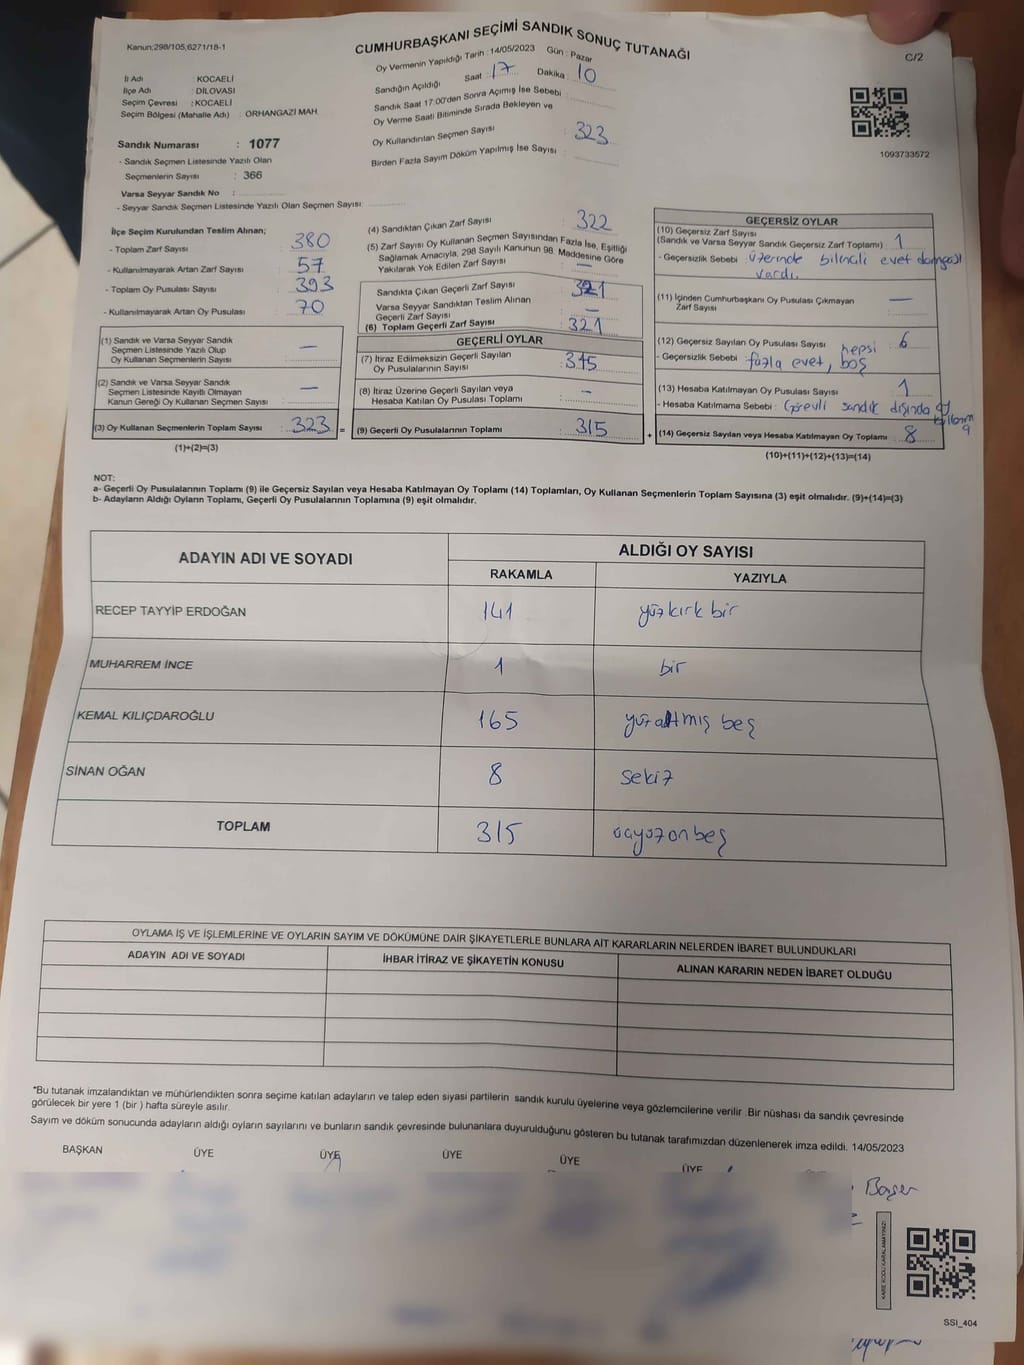 Kanun:298/105,6271/18-1
CUMHURBAŞKANI SEÇİMİ SANDIK SONUÇ TUTANAĞI
C/2
Oy Vermenin Yapıldığı Tarih : 14/05/2023 Gün : Pazar
Sandığın Açıldığı Saat : 17 Dakika : 10
Sandık Saat 17:00'den Sonra Açımış İse Sebebi :
Oy Verme Saati Bitiminde Sırada Bekleyen ve
Oy Kullandırılan Seçmen Sayısı : 323
Birden Fazla Sayım Döküm Yapılmış İse Sayısı :
İl Adı : KOCAELİ
İlçe Adı : DİLOVASI
Seçim Çevresi : KOCAELİ
Seçim Bölgesi (Mahalle Adı) : ORHANGAZİ MAH.
Sandık Numarası : 1077
- Sandık Seçmen Listesinde Yazılı Olan
Seçmenlerin Sayısı : 366
Varsa Seyyar Sandık No :
- Seyyar Sandık Seçmen Listesinde Yazılı Olan Seçmen Sayısı:
1093733572
İlçe Seçim Kurulundan Teslim Alınan;
- Toplam Zarf Sayısı : 380
- Kullanılmayarak Artan Zarf Sayısı : 57
- Toplam Oy Pusulası Sayısı : 393
- Kullanılmayarak Artan Oy Pusulası : 70
(1) Sandık ve Varsa Seyyar Sandık
Seçmen Listesinde Yazılı Olup
Oy Kullanan Seçmenlerin Sayısı : —
(2) Sandık ve Varsa Seyyar Sandık
Seçmen Listesinde Kayıtlı Olmayan
Kanun Gereği Oy Kullanan Seçmen Sayısı : —
(3) Oy Kullanan Seçmenlerin Toplam Sayısı : 323 =
(1)+(2)=(3)
(4) Sandıktan Çıkan Zarf Sayısı : 322
(5) Zarf Sayısı Oy Kullanan Seçmen Sayısından Fazla İse, Eşitliği
Sağlamak Amacıyla, 298 Sayılı Kanunun 98. Maddesine Göre
Yakılarak Yok Edilen Zarf Sayısı : —
Sandıkta Çıkan Geçerli Zarf Sayısı : 321
Varsa Seyyar Sandıktan Teslim Alınan
Geçerli Zarf Sayısı : —
(6) Toplam Geçerli Zarf Sayısı : 321
GEÇERLİ OYLAR
(7) İtiraz Edilmeksizin Geçerli Sayılan
Oy Pusulalarının Sayısı : 315
(8) İtiraz Üzerine Geçerli Sayılan veya
Hesaba Katılan Oy Pusulası Toplamı : —
(9) Geçerli Oy Pusulalarının Toplamı : 315 +
GEÇERSİZ OYLAR
(10) Geçersiz Zarf Sayısı
(Sandık ve Varsa Seyyar Sandık Geçersiz Zarf Toplamı) : 1
- Geçersizlik Sebebi : üzerinde bilincli evet damgası
vardı.
(11) İçinden Cumhurbaşkanı Oy Pusulası Çıkmayan
Zarf Sayısı : —
(12) Geçersiz Sayılan Oy Pusulası Sayısı : hepsi 6
- Geçersizlik Sebebi : fazla evet, boş
(13) Hesaba Katılmayan Oy Pusulası Sayısı : 1
- Hesaba Katılmama Sebebi : Görevli sandık dışında oy
(14) Geçersiz Sayılan veya Hesaba Katılmayan Oy Toplamı : 8
(10)+(11)+(12)+(13)=(14)
NOT:
a- Geçerli Oy Pusulalarının Toplamı (9) ile Geçersiz Sayılan veya Hesaba Katılmayan Oy Toplamı (14) Toplamları, Oy Kullanan Seçmenlerin Toplam Sayısına (3) eşit olmalıdır. (9)+(14)=(3)
b- Adayların Aldığı Oyların Toplamı, Geçerli Oy Pusulalarının Toplamına (9) eşit olmalıdır.
ADAYIN ADI VE SOYADI
ALDIĞI OY SAYISI
RAKAMLA YAZIYLA
RECEP TAYYİP ERDOĞAN 141 yüzkırk bir
MUHARREM İNCE 1 bir
KEMAL KILIÇDAROĞLU 165 yüzaltmış beş
SİNAN OĞAN 8 sekiz
TOPLAM 315 üçyüzonbeş
OYLAMA İŞ VE İŞLEMLERİNE VE OYLARIN SAYIM VE DÖKÜMÜNE DAİR ŞİKAYETLERLE BUNLARA AİT KARARLARIN NELERDEN İBARET BULUNDUKLARI
ADAYIN ADI VE SOYADI İHBAR İTİRAZ VE ŞİKAYETİN KONUSU ALINAN KARARIN NEDEN İBARET OLDUĞU
*Bu tutanak imzalandıktan ve mühürlendikten sonra seçime katılan adayların ve talep eden siyasi partilerin sandık kurulu üyelerine veya gözlemcilerine verilir .Bir nüshası da sandık çevresinde
görülecek bir yere 1 (bir ) hafta süreyle asılır.
Sayım ve döküm sonucunda adayların aldığı oyların sayılarını ve bunların sandık çevresinde bulunanlara duyurulduğunu gösteren bu tutanak tarafımızdan düzenlenerek imza edildi. 14/05/2023
BAŞKAN ÜYE ÜYE ÜYE ÜYE ÜYE
SSI_404